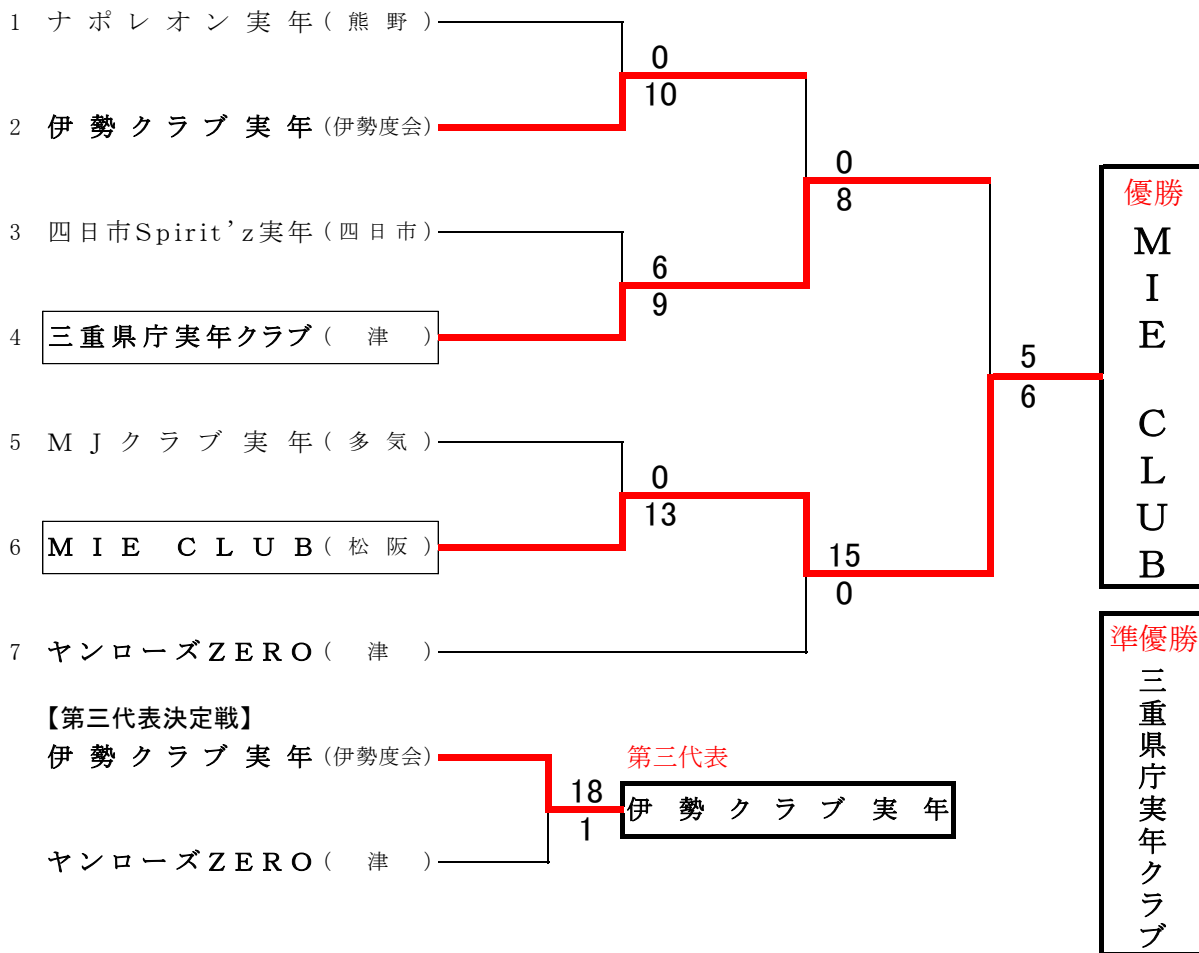 1 ナポレオン実年(熊野)
0
10
2 伊勢クラブ実年(伊勢度会)
0
8
3 四日市Spirit’z実年(四日市)
6
9
4 三重県庁実年クラブ(津)
5
6
5 MJクラブ実年(多気)
0
13
6 MIE CLUB(松阪)
15
0
7 ヤンローズZERO(津)
優勝
MIE CLUB
準優勝
三重県庁実年クラブ
【第三代表決定戦】
伊勢クラブ実年(伊勢度会)
第三代表
18
1
伊勢クラブ実年
ヤンローズZERO(津)